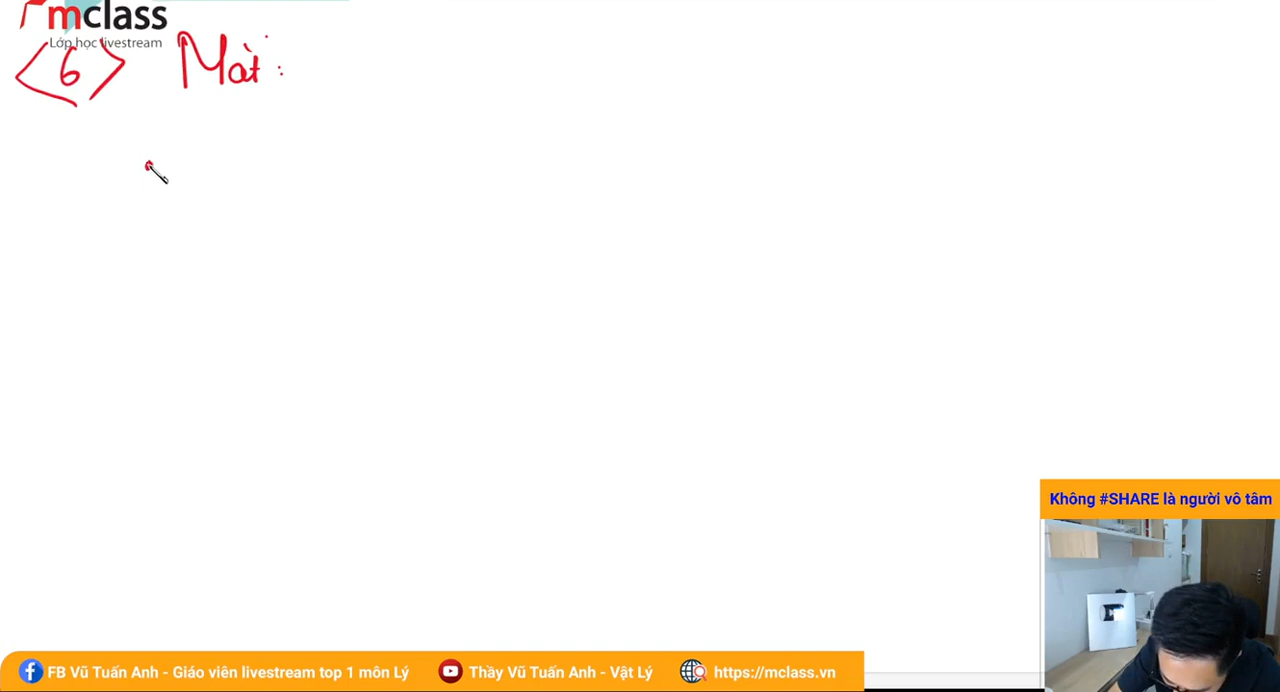 mclass
Lớp học livestream
<6> Mắt:
Không #SHARE là người vô tâm
FB Vũ Tuấn Anh - Giáo viên livestream top 1 môn Lý
Thầy Vũ Tuấn Anh - Vật Lý
https://mclass.vn